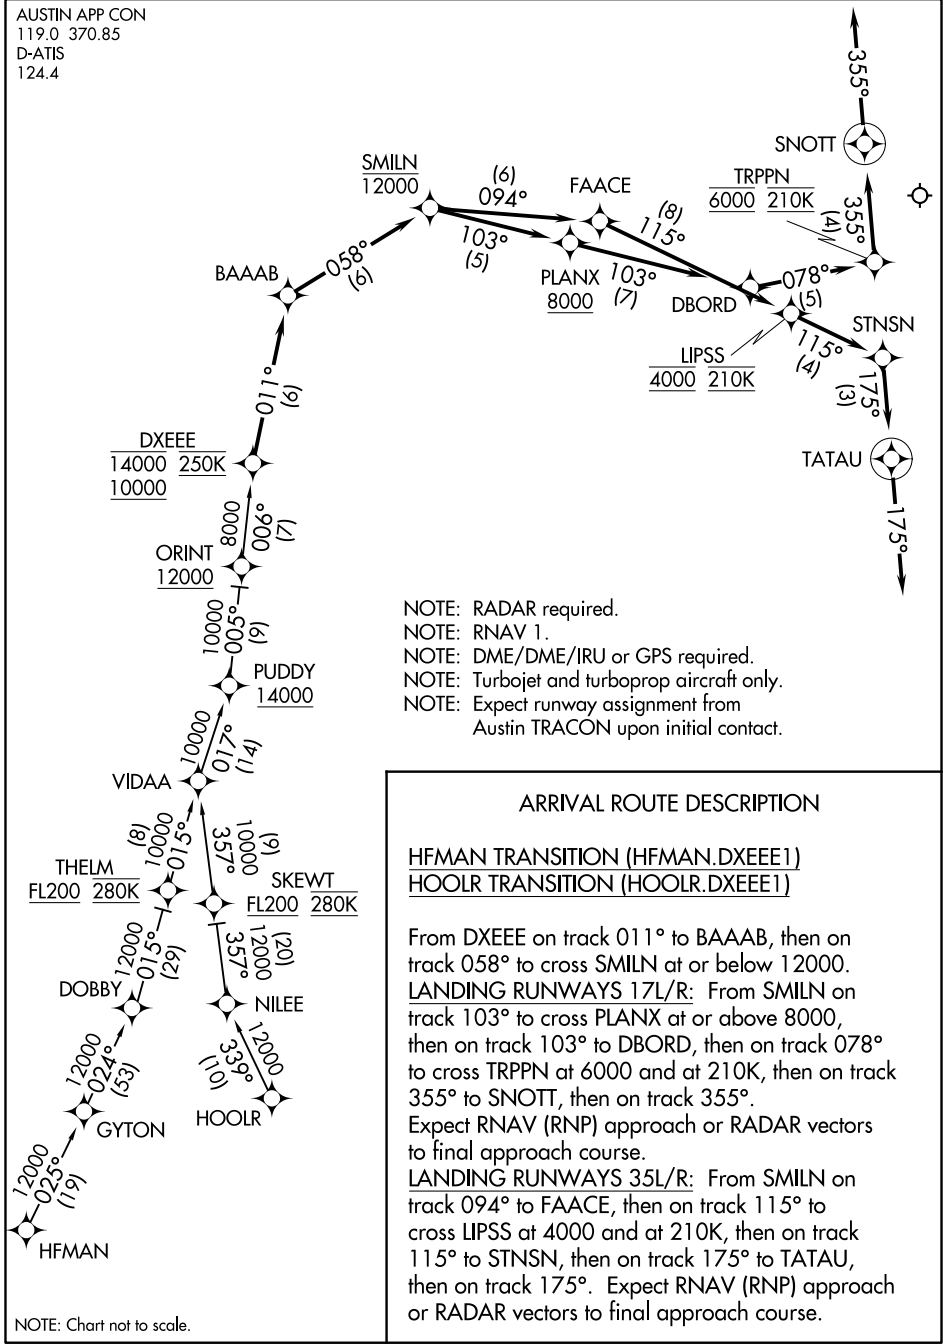 AUSTIN APP CON
119.0 370.85
D-ATIS
124.4
355°
SNOTT
SMILN
12000
(6)
094°
FAACE
TRPPN
6000 210K
355°
(4)
(8)
115°
103°
(5)
PLANX
8000
103°
(7)
BAAAB
058°
(6)
DBORD
078°
(5)
STNSN
LIPSS
4000 210K
115°
(4)
175°
(3)
011°
(6)
DXEEE
14000 250K
10000
TATAU
175°
8000
006°
(7)
ORINT
12000
10000
005°
(9)
PUDDY
14000
NOTE: RADAR required.
NOTE: RNAV 1.
NOTE: DME/DME/IRU or GPS required.
NOTE: Turbojet and turboprop aircraft only.
NOTE: Expect runway assignment from
Austin TRACON upon initial contact.
10000
017°
(14)
VIDAA
(8)
10000
015°
(9)
10000
357°
THELM
FL200 280K
SKEWT
FL200 280K
12000
015°
(29)
(20)
12000
357°
DOBBY
NILEE
12000
024°
(53)
12000
339°
(10)
GYTON
HOOLR
12000
025°
(19)
HFMAN
NOTE: Chart not to scale.
ARRIVAL ROUTE DESCRIPTION
HFMAN TRANSITION (HFMAN.DXEEE1)
HOOLR TRANSITION (HOOLR.DXEEE1)
From DXEEE on track 011° to BAAAB, then on
track 058° to cross SMILN at or below 12000.
LANDING RUNWAYS 17L/R: From SMILN on
track 103° to cross PLANX at or above 8000,
then on track 103° to DBORD, then on track 078°
to cross TRPPN at 6000 and at 210K, then on track
355° to SNOTT, then on track 355°.
Expect RNAV (RNP) approach or RADAR vectors
to final approach course.
LANDING RUNWAYS 35L/R: From SMILN on
track 094° to FAACE, then on track 115° to
cross LIPSS at 4000 and at 210K, then on track
115° to STNSN, then on track 175° to TATAU,
then on track 175°. Expect RNAV (RNP) approach
or RADAR vectors to final approach course.